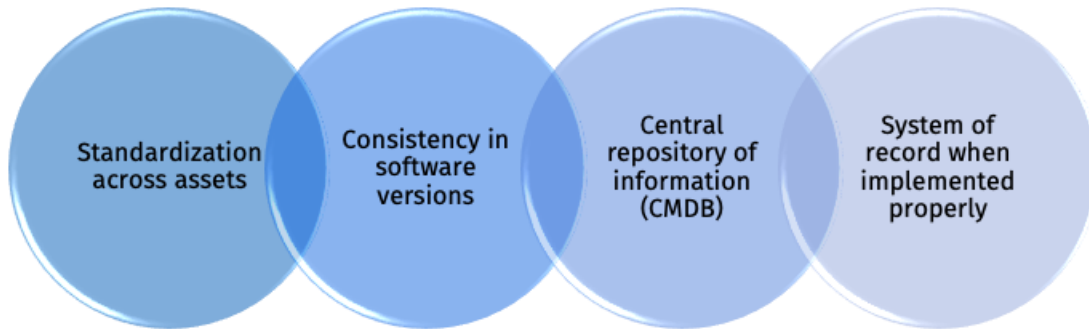 Standardization
across assets
Consistency in
software
versions
Central
repository of
information
(CMDB)
System of
record when
implemented
properly